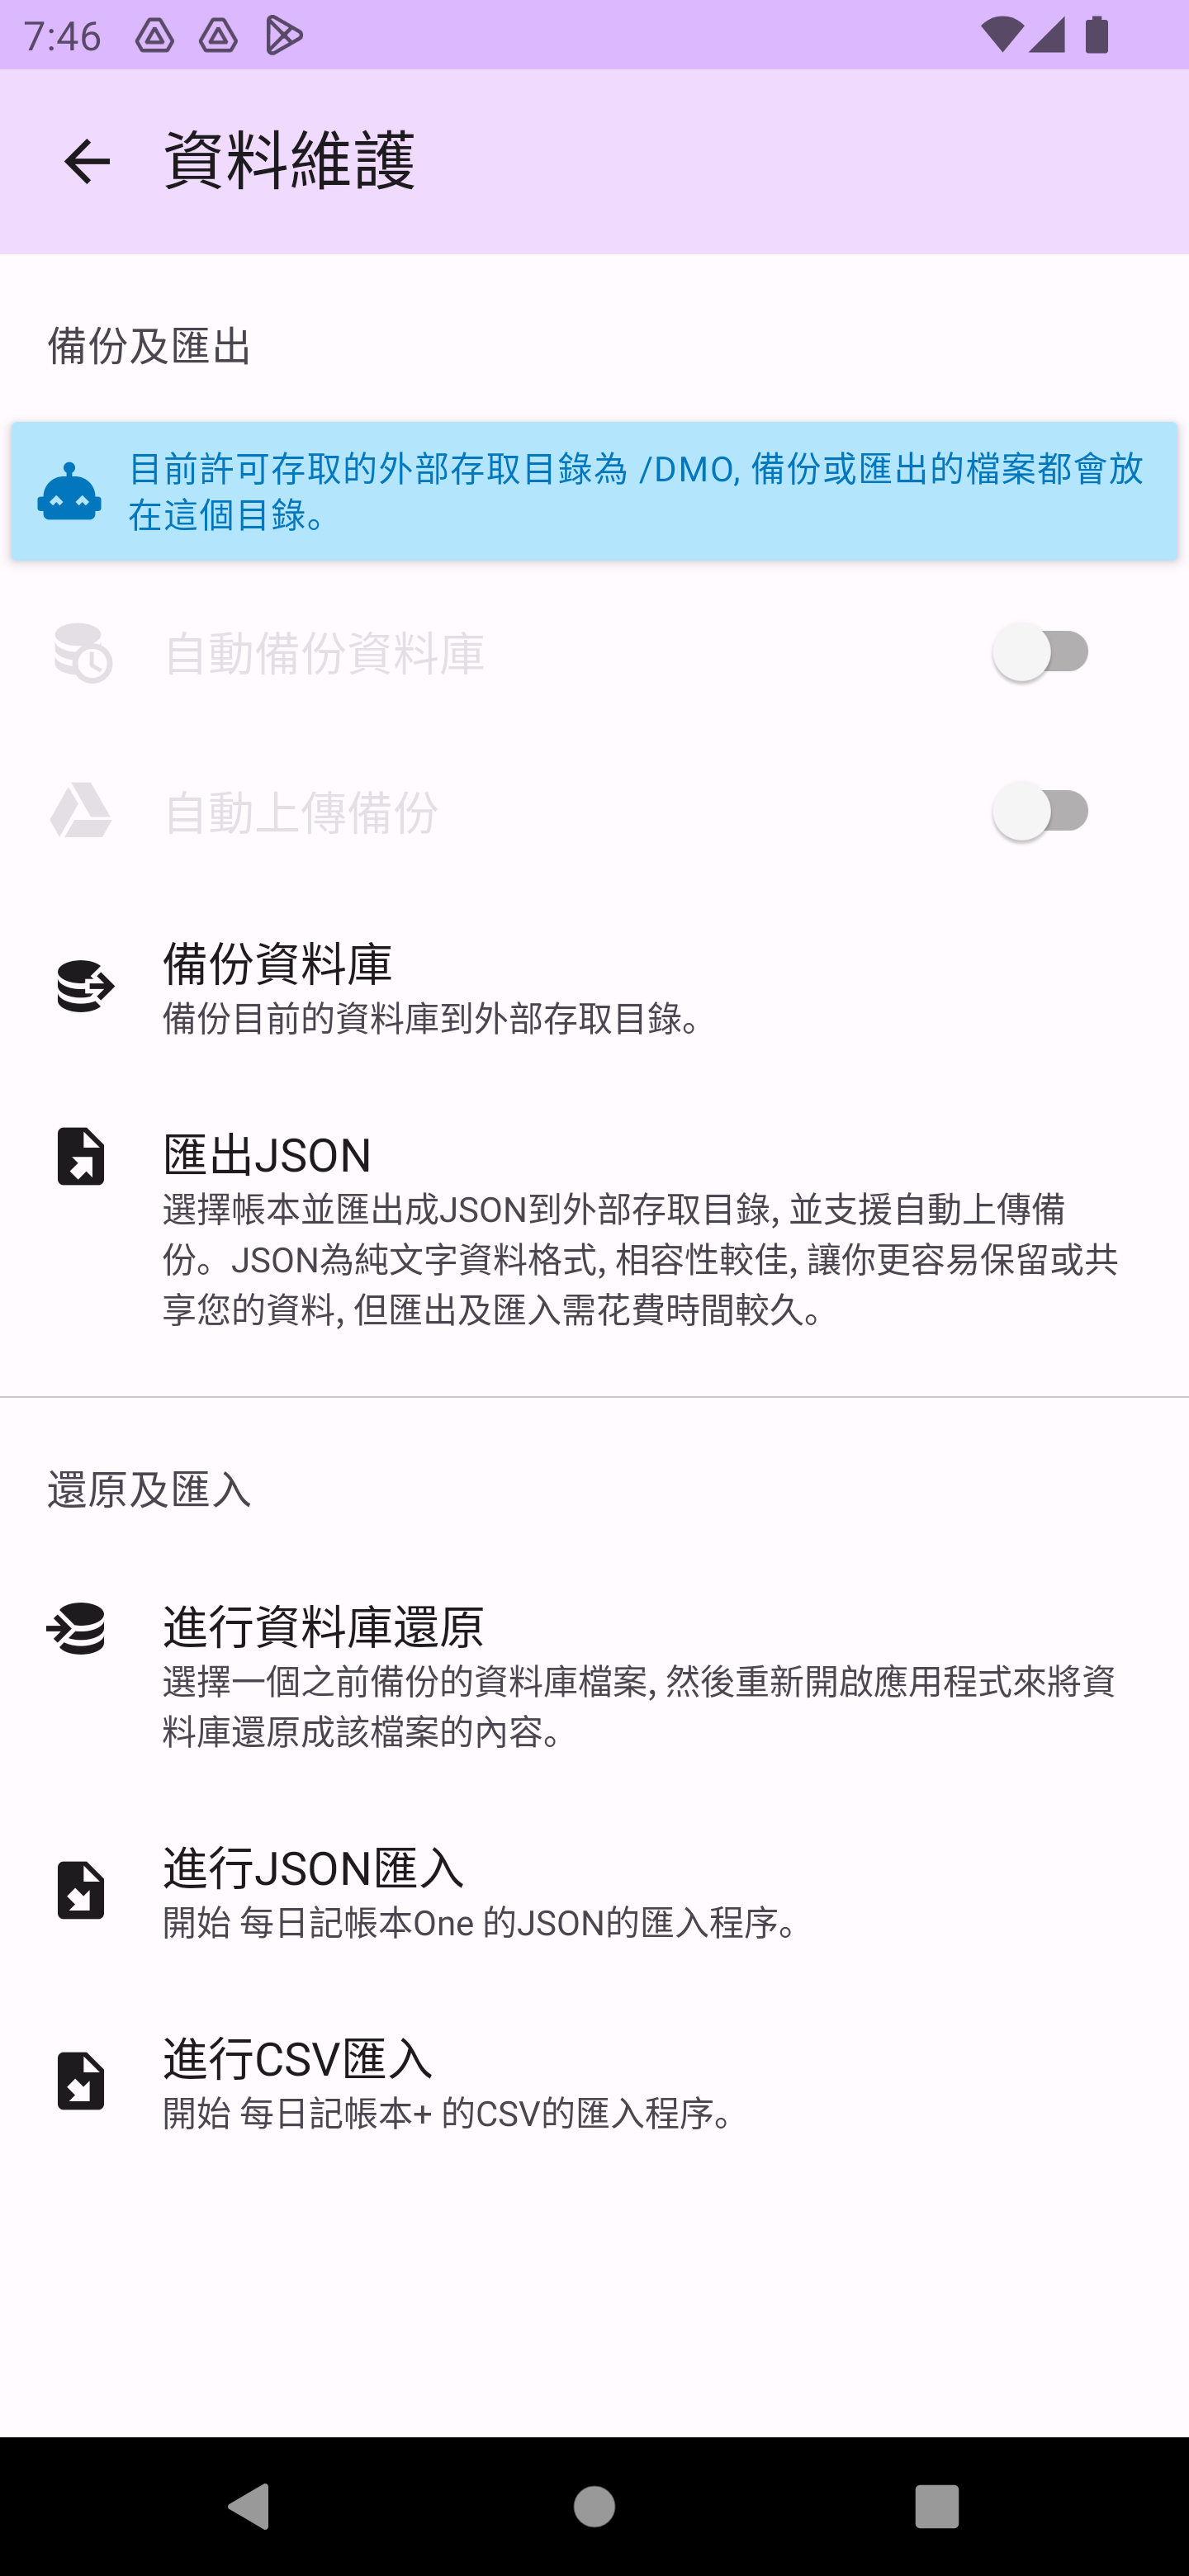 7:46
資料維護
備份及匯出
目前許可存取的外部存取目錄為 /DMO, 備份或匯出的檔案都會放
在這個目錄。
自動備份資料庫
自動上傳備份
備份資料庫
備份目前的資料庫到外部存取目錄。
匯出JSON
選擇帳本並匯出成JSON到外部存取目錄, 並支援自動上傳備
份。JSON為純文字資料格式, 相容性較佳, 讓你更容易保留或共
享您的資料, 但匯出及匯入需花費時間較久。
還原及匯入
進行資料庫還原
選擇一個之前備份的資料庫檔案, 然後重新開啟應用程式來將資
料庫還原成該檔案的內容。
進行JSON匯入
開始 每日記帳本One 的JSON的匯入程序。
進行CSV匯入
開始 每日記帳本+ 的CSV的匯入程序。